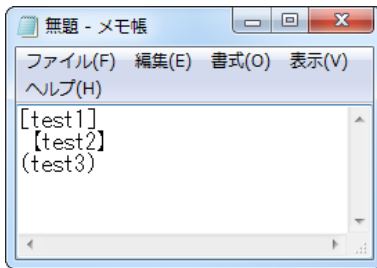 無題 - メモ帳
ファイル(F) 編集(E) 書式(O) 表示(V)
ヘルプ(H)
[test1]
【test2】
(test3)